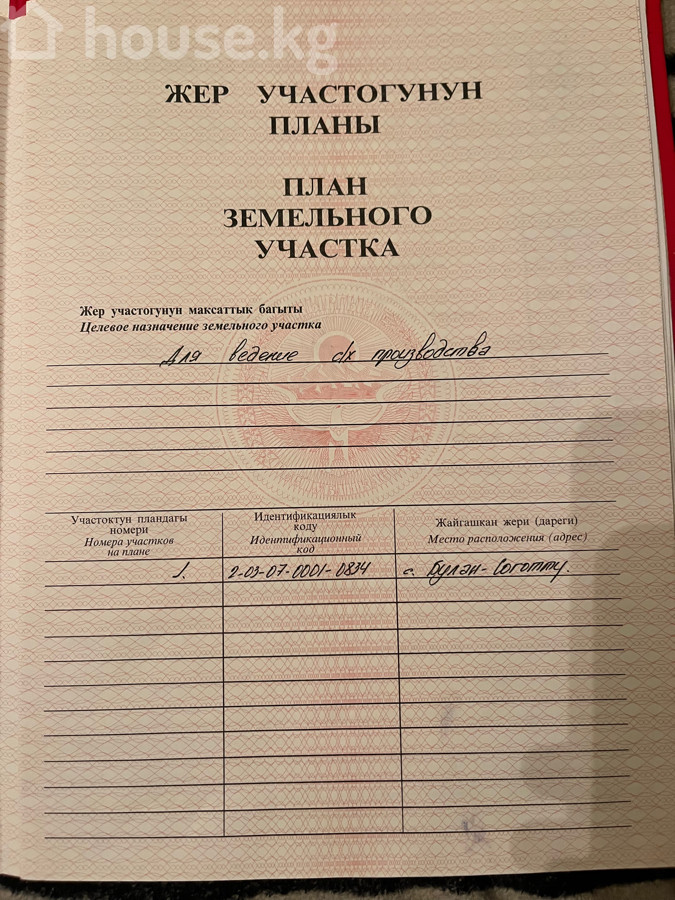 house.kg
ЖЕР УЧАСТОГУНУН
ПЛАНЫ
ПЛАН
ЗЕМЕЛЬНОГО
УЧАСТКА
Жер участогунун максаттык багыты
Целевое назначение земельного участка
Для ведение с/х производства
Участоктун пландагы
номери
Номера участков
на плане
Идентификациялык
коду
Идентификационный
код
Жайгашкан жери (дареги)
Место расположения (адрес)
1. 2-03-07-0001-0834 с. Булан-Соготту.